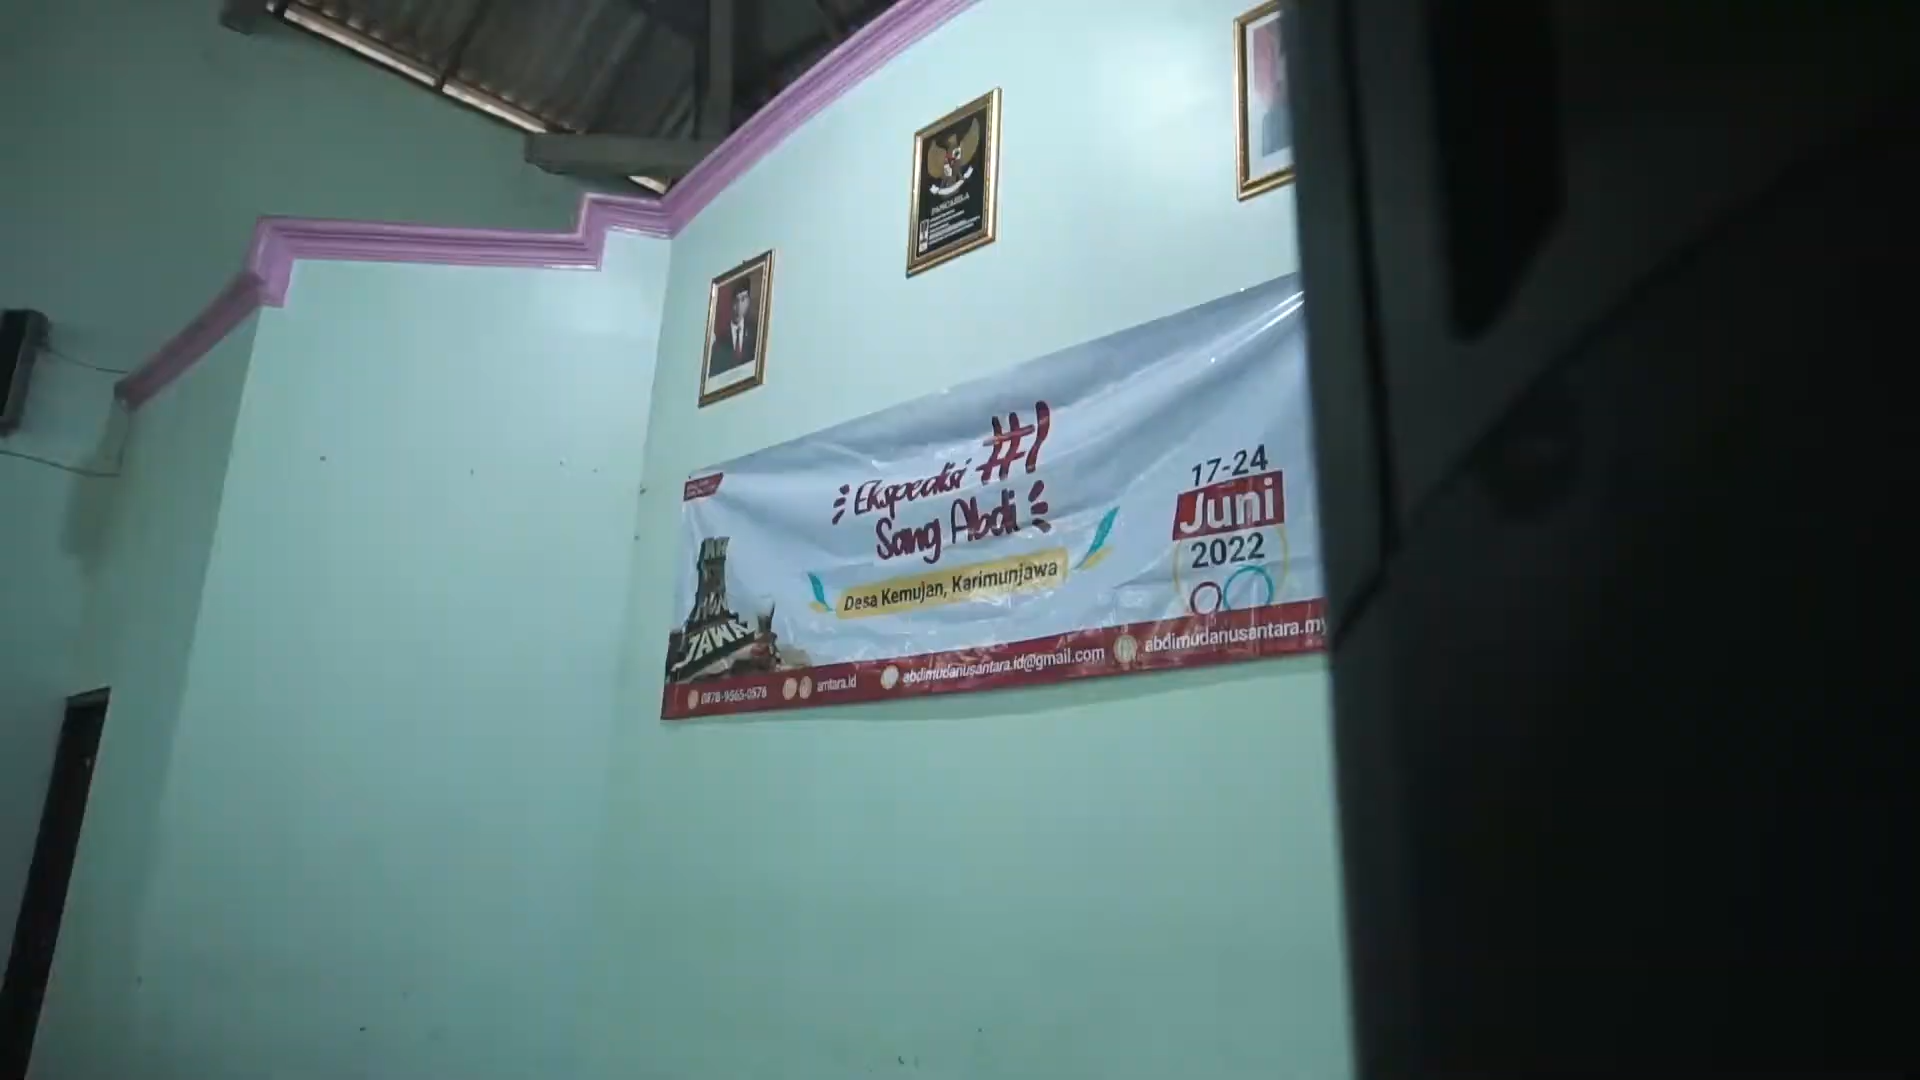 PANCASILA
Ekspedisi #1
Sang Abdi
Desa Kemujan, Karimunjawa
17-24
Juni
2022
JAWA
0878-9565-0576
amtara.id
abdimudanusantara.id@gmail.com
abdimudanusantara.my